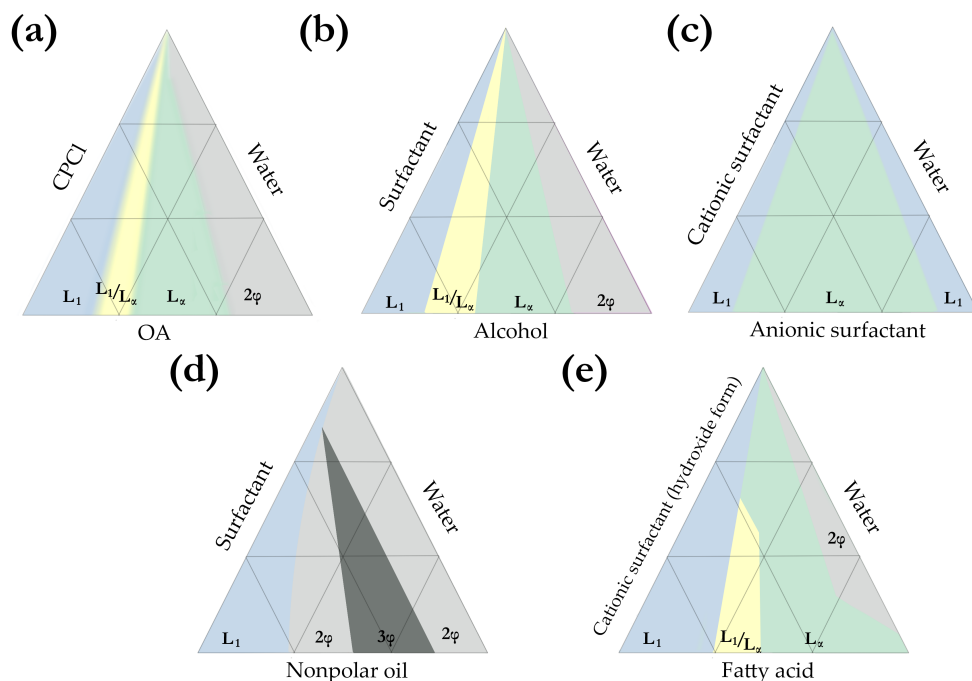 (a)
CPCl
Water
L₁
L₁/Lα
Lα
2φ
OA
(b)
Surfactant
Water
L₁
L₁/Lα
Lα
2φ
Alcohol
(c)
Cationic surfactant
Water
L₁
Lα
L₁
Anionic surfactant
(d)
Surfactant
Water
L₁
2φ
3φ
2φ
Nonpolar oil
(e)
Cationic surfactant (hydroxide form)
Water
2φ
L₁
L₁/Lα
Lα
Fatty acid